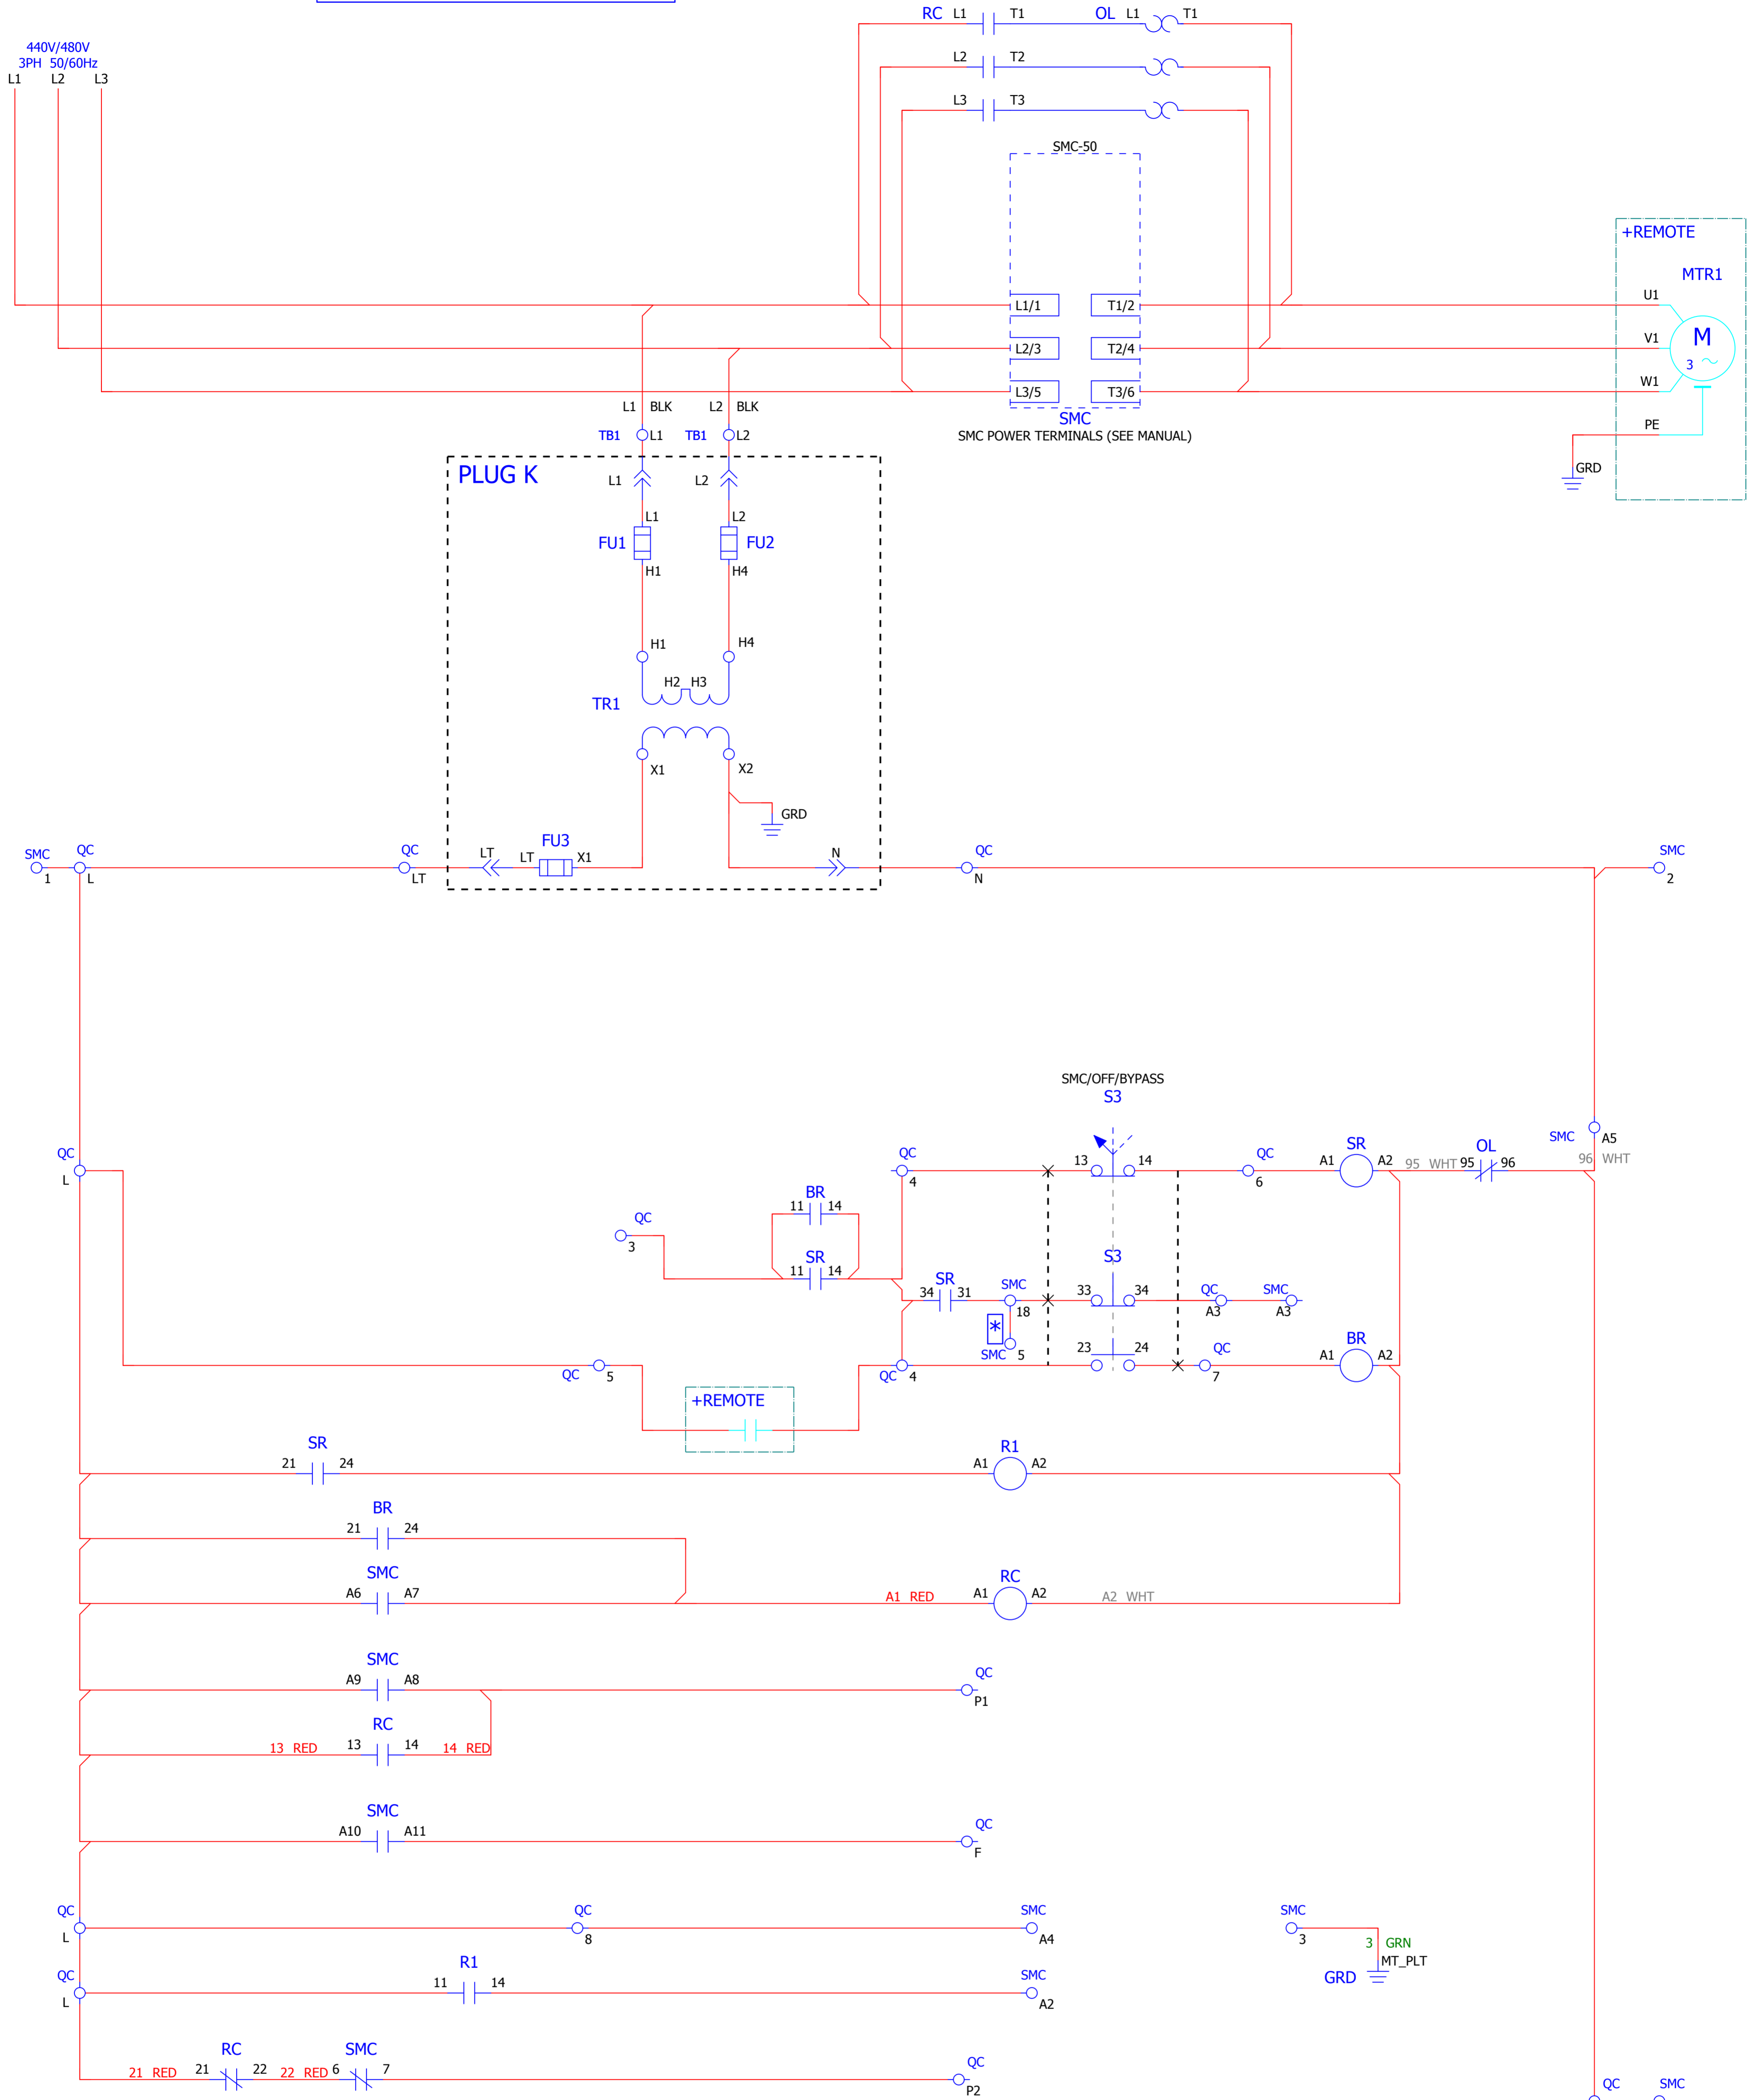 RC L1 T1 OL L1 T1
440V/480V
3PH 50/60Hz
L1 L2 L3
L2 T2
L3 T3
SMC-50
+REMOTE
MTR1
L1/1 T1/2 U1
L2/3 T2/4 V1 M
3
L3/5 T3/6 W1
L1 BLK L2 BLK
SMC
SMC POWER TERMINALS (SEE MANUAL)
PE
TB1 L1 TB1 L2
PLUG K
GRD
L1 L2
L1 L2
FU1 FU2
H1 H4
H1 H4
H2 H3
TR1
X1 X2
GRD
SMC QC QC FU3 QC SMC
LT LT X1 N
1 L LT N 2
SMC/OFF/BYPASS
S3
SMC A5
QC QC 13 14 QC SR OL
A1 A2 95 WHT 95 96 96 WHT
L 4 6
BR
11 14
QC
3
SR S3
11 14
SR SMC QC SMC
34 31 33 34
18 A3 A3
*
SMC 5 23 24 QC BR
A1 A2
QC 5 QC 4 7
+REMOTE
SR R1
21 24 A1 A2
BR
21 24
SMC RC
A6 A7 A1 RED A1 A2 A2 WHT
SMC QC
A9 A8
P1
RC
13 RED 13 14 14 RED
SMC QC
A10 A11
F
QC QC SMC SMC
L 8 A4 3
3 GRN
MT_PLT
GRD
QC R1 SMC
11 14
L A2
RC SMC QC
21 RED 21 22 22 RED 6 7
P2
QC SMC